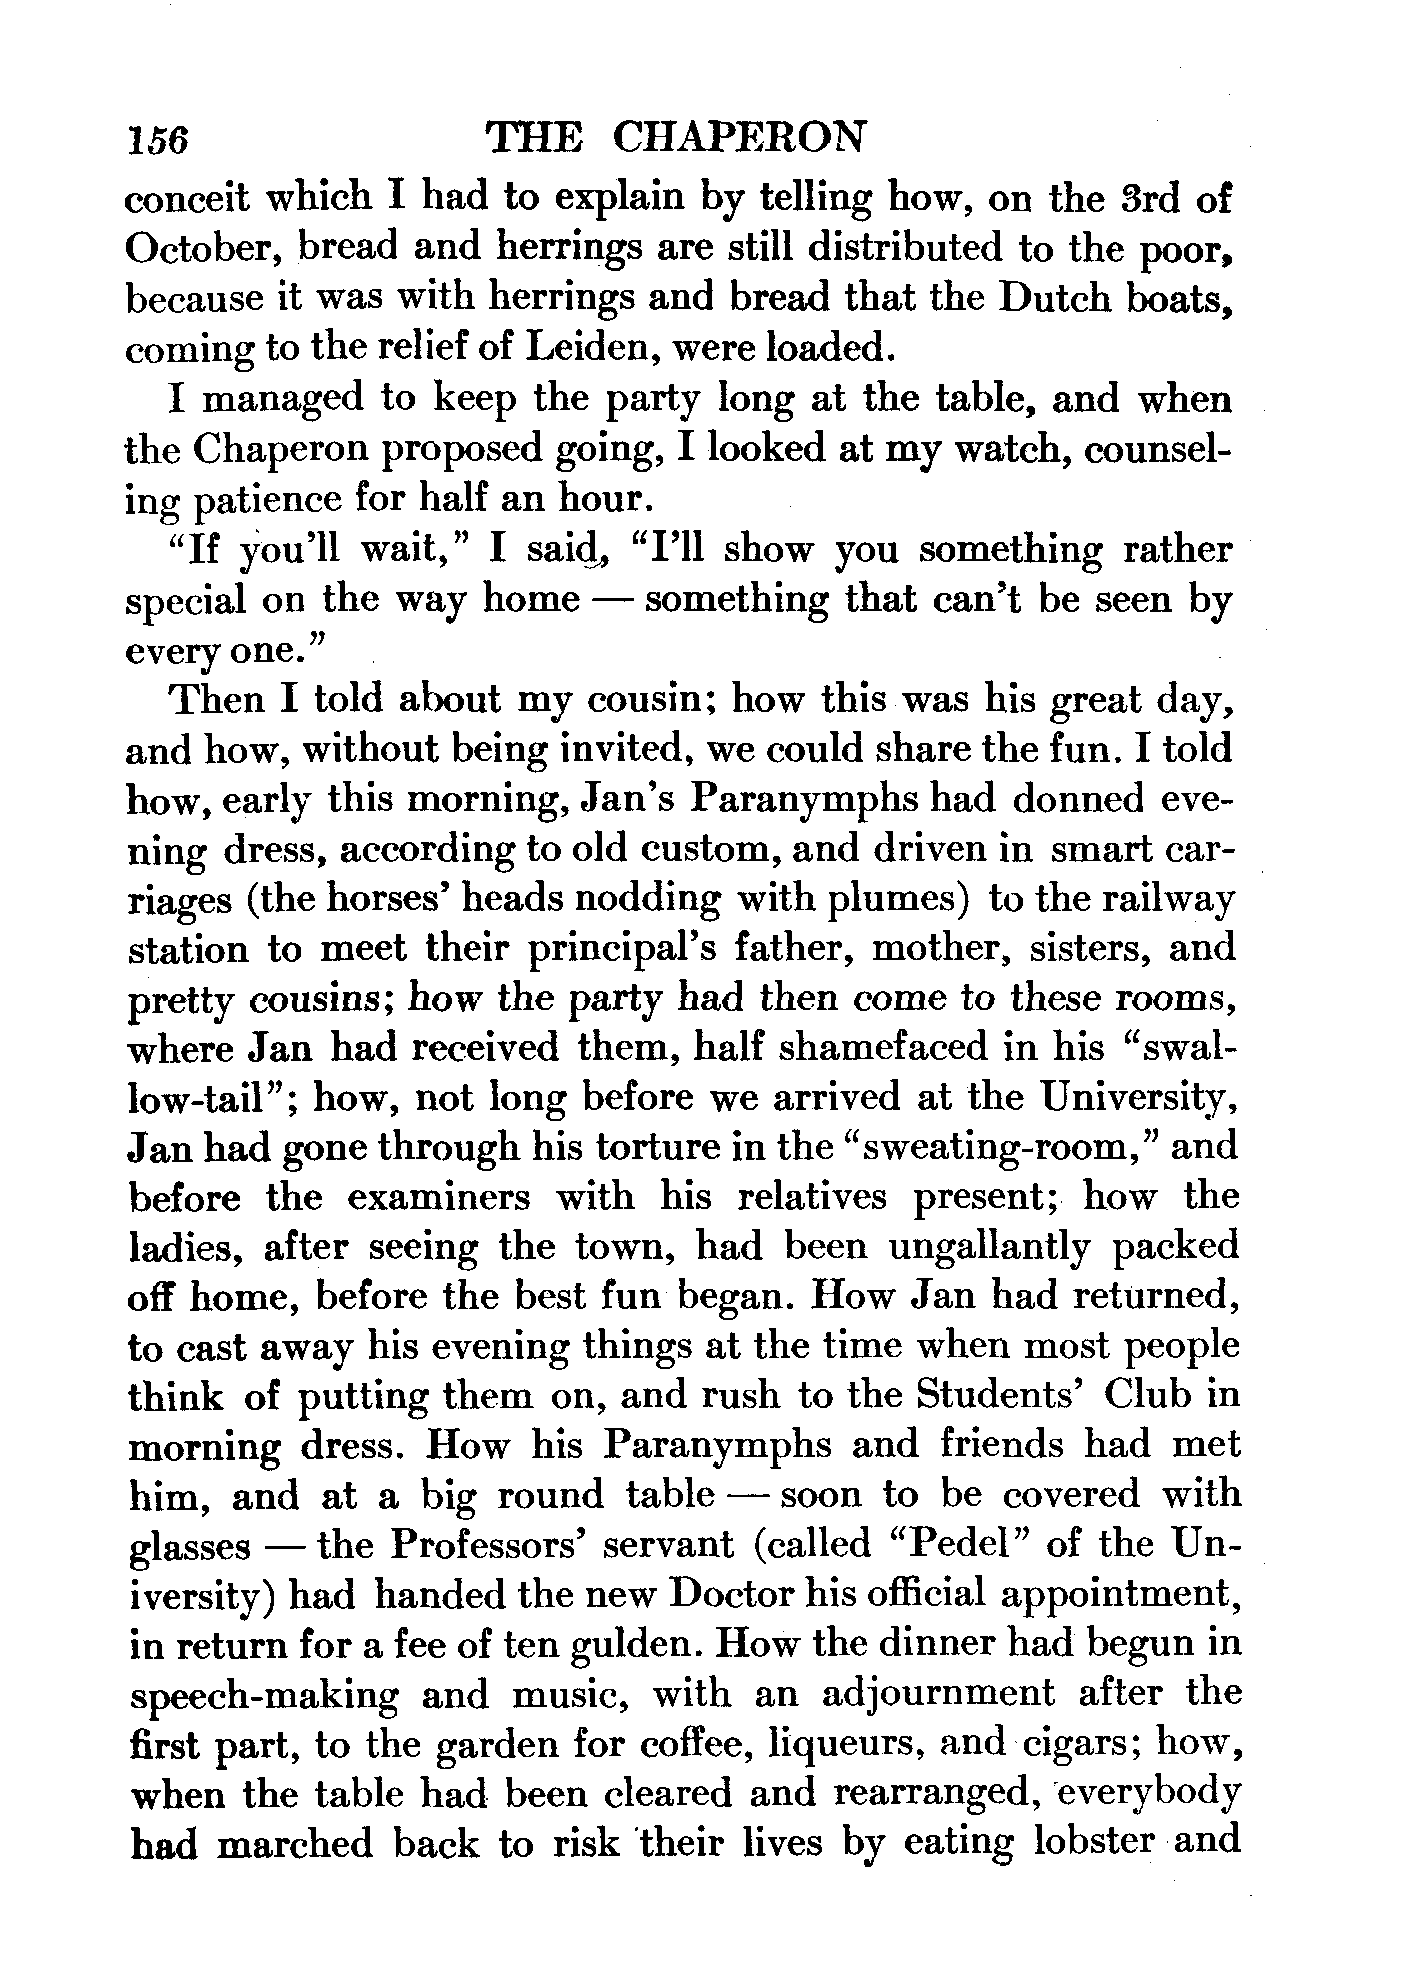 156 THE CHAPERON
conceit which I had to explain by telling how, on the 3rd of
October, bread and herrings are still distributed to the poor,
because it was with herrings and bread that the Dutch boats,
coming to the relief of Leiden, were loaded.
I managed to keep the party long at the table, and when
the Chaperon proposed going, I looked at my watch, counsel-
ing patience for half an hour.
“If you’ll wait,” I said, “I’ll show you something rather
special on the way home — something that can’t be seen by
every one.”
Then I told about my cousin; how this was his great day,
and how, without being invited, we could share the fun. I told
how, early this morning, Jan’s Paranymphs had donned eve-
ning dress, according to old custom, and driven in smart car-
riages (the horses’ heads nodding with plumes) to the railway
station to meet their principal’s father, mother, sisters, and
pretty cousins; how the party had then come to these rooms,
where Jan had received them, half shamefaced in his “swal-
low-tail”; how, not long before we arrived at the University,
Jan had gone through his torture in the “sweating-room,” and
before the examiners with his relatives present; how the
ladies, after seeing the town, had been ungallantly packed
off home, before the best fun began. How Jan had returned,
to cast away his evening things at the time when most people
think of putting them on, and rush to the Students’ Club in
morning dress. How his Paranymphs and friends had met
him, and at a big round table — soon to be covered with
glasses — the Professors’ servant (called “Pedel” of the Un-
iversity) had handed the new Doctor his official appointment,
in return for a fee of ten gulden. How the dinner had begun in
speech-making and music, with an adjournment after the
first part, to the garden for coffee, liqueurs, and cigars; how,
when the table had been cleared and rearranged, everybody
had marched back to risk their lives by eating lobster and